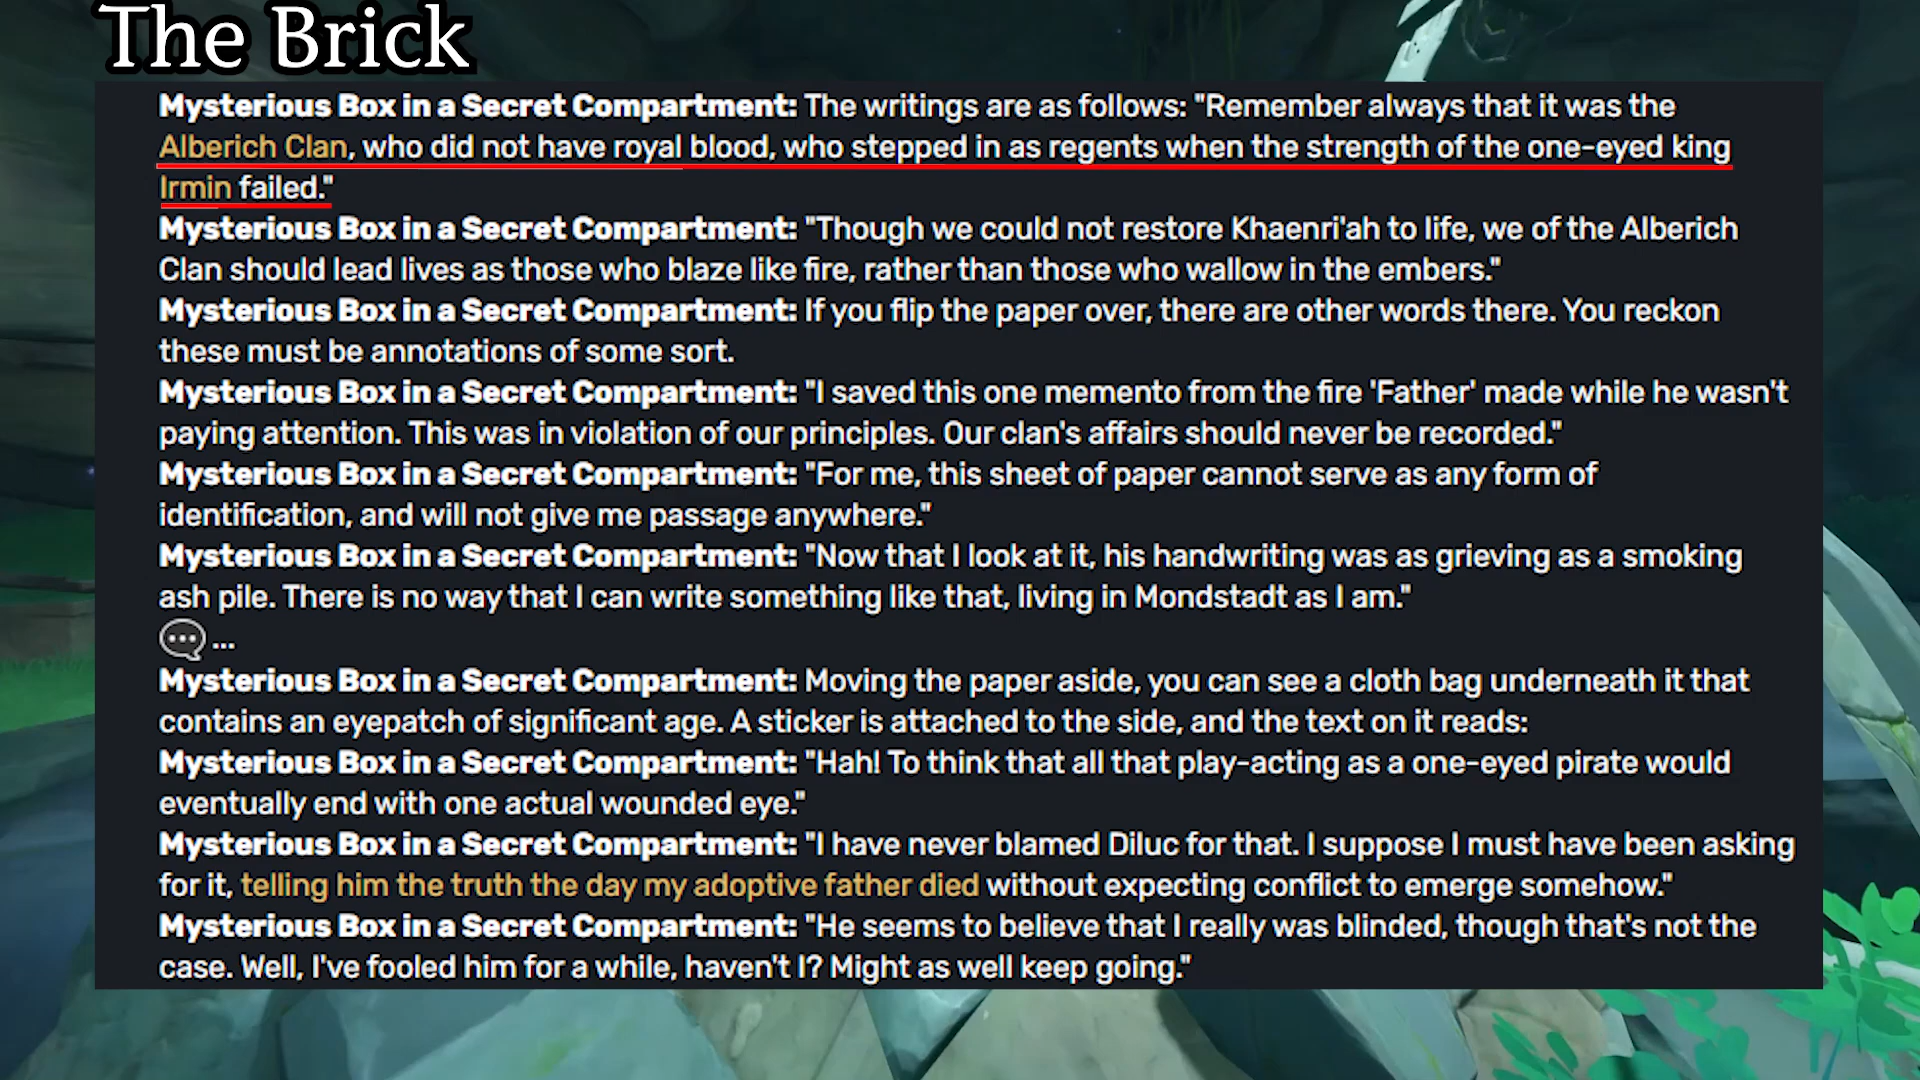 The Brick
Mysterious Box in a Secret Compartment: The writings are as follows: "Remember always that it was the
Alberich Clan, who did not have royal blood, who stepped in as regents when the strength of the one-eyed king
Irmin failed."
Mysterious Box in a Secret Compartment: "Though we could not restore Khaenri'ah to life, we of the Alberich
Clan should lead lives as those who blaze like fire, rather than those who wallow in the embers."
Mysterious Box in a Secret Compartment: If you flip the paper over, there are other words there. You reckon
these must be annotations of some sort.
Mysterious Box in a Secret Compartment: "I saved this one memento from the fire 'Father' made while he wasn't
paying attention. This was in violation of our principles. Our clan's affairs should never be recorded."
Mysterious Box in a Secret Compartment: "For me, this sheet of paper cannot serve as any form of
identification, and will not give me passage anywhere."
Mysterious Box in a Secret Compartment: "Now that I look at it, his handwriting was as grieving as a smoking
ash pile. There is no way that I can write something like that, living in Mondstadt as I am."
...
Mysterious Box in a Secret Compartment: Moving the paper aside, you can see a cloth bag underneath it that
contains an eyepatch of significant age. A sticker is attached to the side, and the text on it reads:
Mysterious Box in a Secret Compartment: "Hah! To think that all that play-acting as a one-eyed pirate would
eventually end with one actual wounded eye."
Mysterious Box in a Secret Compartment: "I have never blamed Diluc for that. I suppose I must have been asking
for it, telling him the truth the day my adoptive father died without expecting conflict to emerge somehow."
Mysterious Box in a Secret Compartment: "He seems to believe that I really was blinded, though that's not the
case. Well, I've fooled him for a while, haven't I? Might as well keep going."